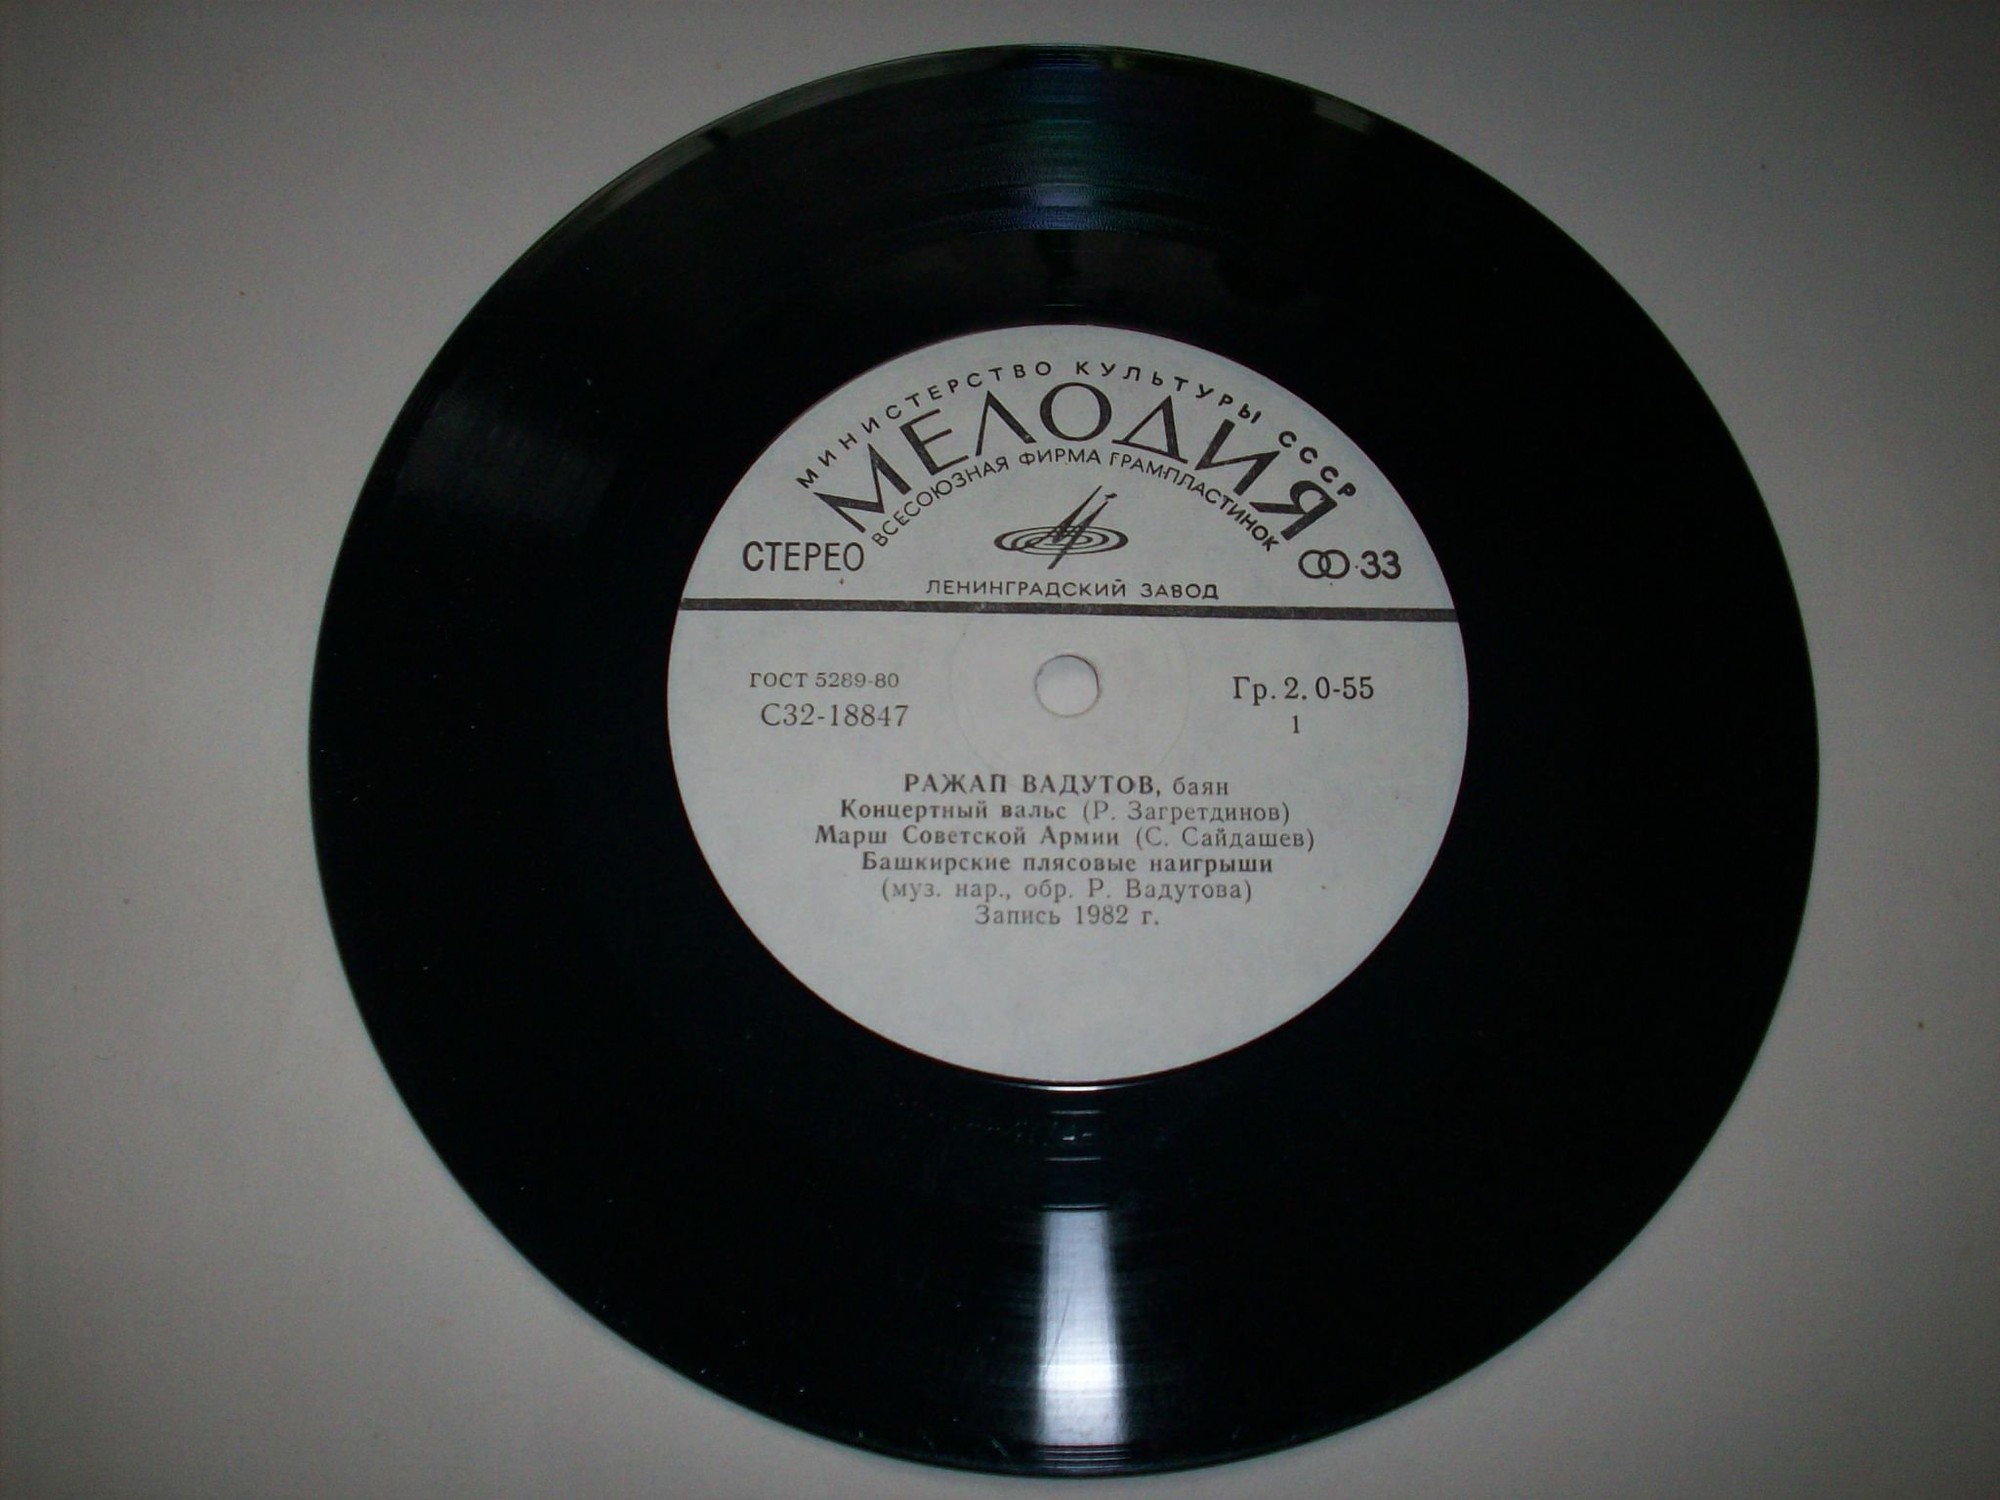 МИНИСТЕРСТВО КУЛЬТУРЫ СССР
МЕЛОДИЯ
ВСЕСОЮЗНАЯ ФИРМА ГРАМПЛАСТИНОК
СТЕРЕО
33
ЛЕНИНГРАДСКИЙ ЗАВОД
ГОСТ 5289-80
С32-18847
Гр. 2. 0-55
1
РАЖАП ВАДУТОВ, баян
Концертный вальс (Р. Загретдинов)
Марш Советской Армии (С. Сайдашев)
Башкирские плясовые наигрыши
(муз. нар., обр. Р. Вадутова)
Запись 1982 г.